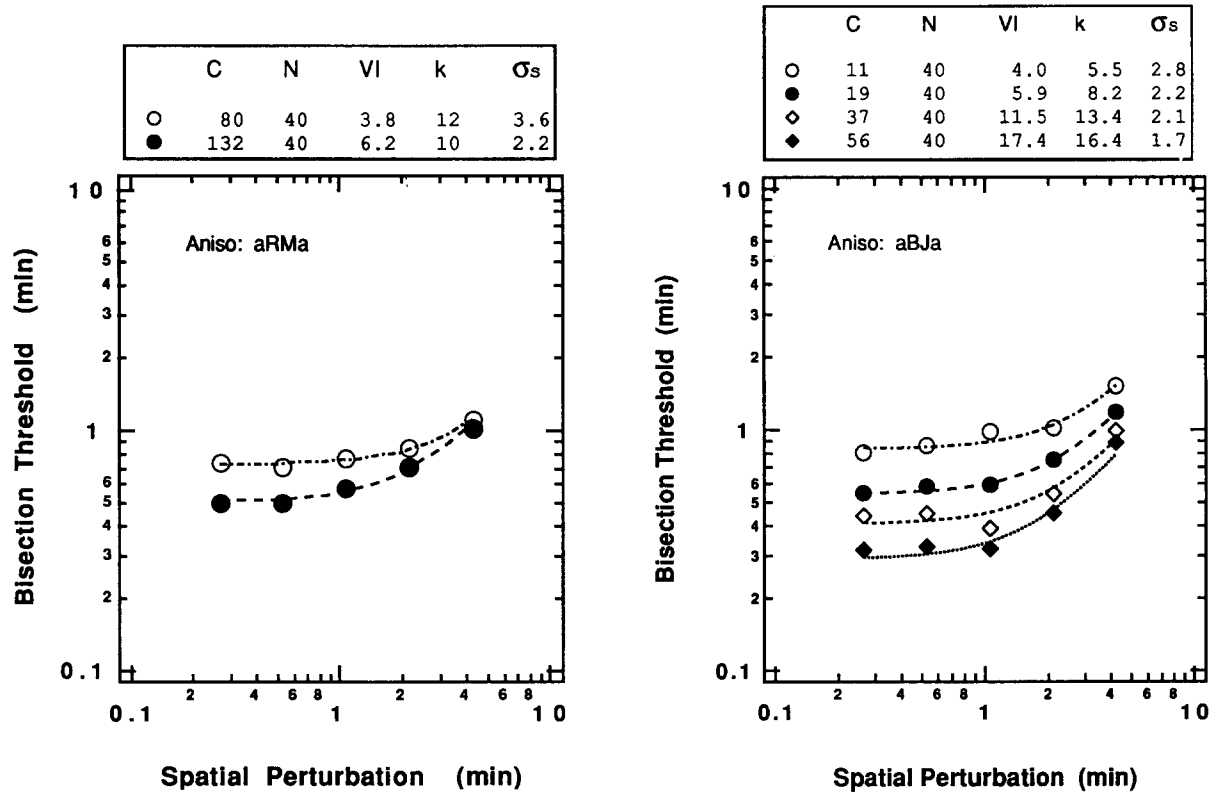 C N VI k σs
80 40 3.8 12 3.6
132 40 6.2 10 2.2
10
6
5
4
3
2
1
6
5
4
3
2
0.1
Aniso: aRMa
2 4 6 8 2 4 6 8
0.1 1 10
Bisection Threshold (min)
Spatial Perturbation (min)
C N VI k σs
11 40 4.0 5.5 2.8
19 40 5.9 8.2 2.2
37 40 11.5 13.4 2.1
56 40 17.4 16.4 1.7
10
6
5
4
3
2
1
6
5
4
3
2
0.1
Aniso: aBJa
2 4 6 8 2 4 6 8
0.1 1 10
Bisection Threshold (min)
Spatial Perturbation (min)